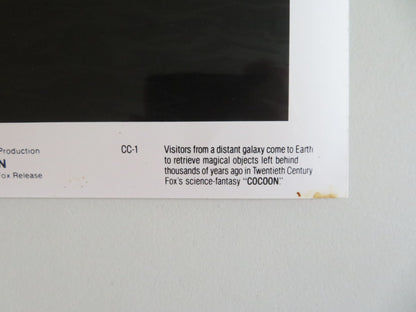 Production
N
Fox Release
CC-1
Visitors from a distant galaxy come to Earth
to retrieve magical objects left behind
thousands of years ago in Twentieth Century
Fox's science-fantasy "COCOON."